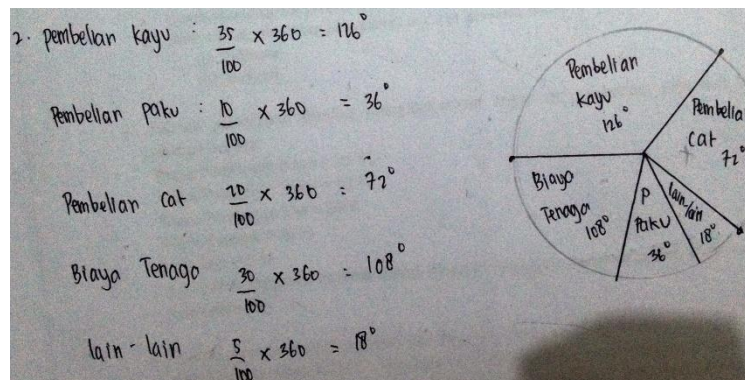 2. Pembelian kayu : 35/100 × 360 = 126°
Pembelian paku : 10/100 × 360 = 36°
Pembelian cat 20/100 × 360 = 72°
Biaya Tenaga 30/100 × 360 = 108°
lain-lain 5/100 × 360 = 18°
Pembelian
kayu
126°
Pembelia
cat
72°
Biaya
Tenaga
108°
P
Paku
36°
lain-lain
18°